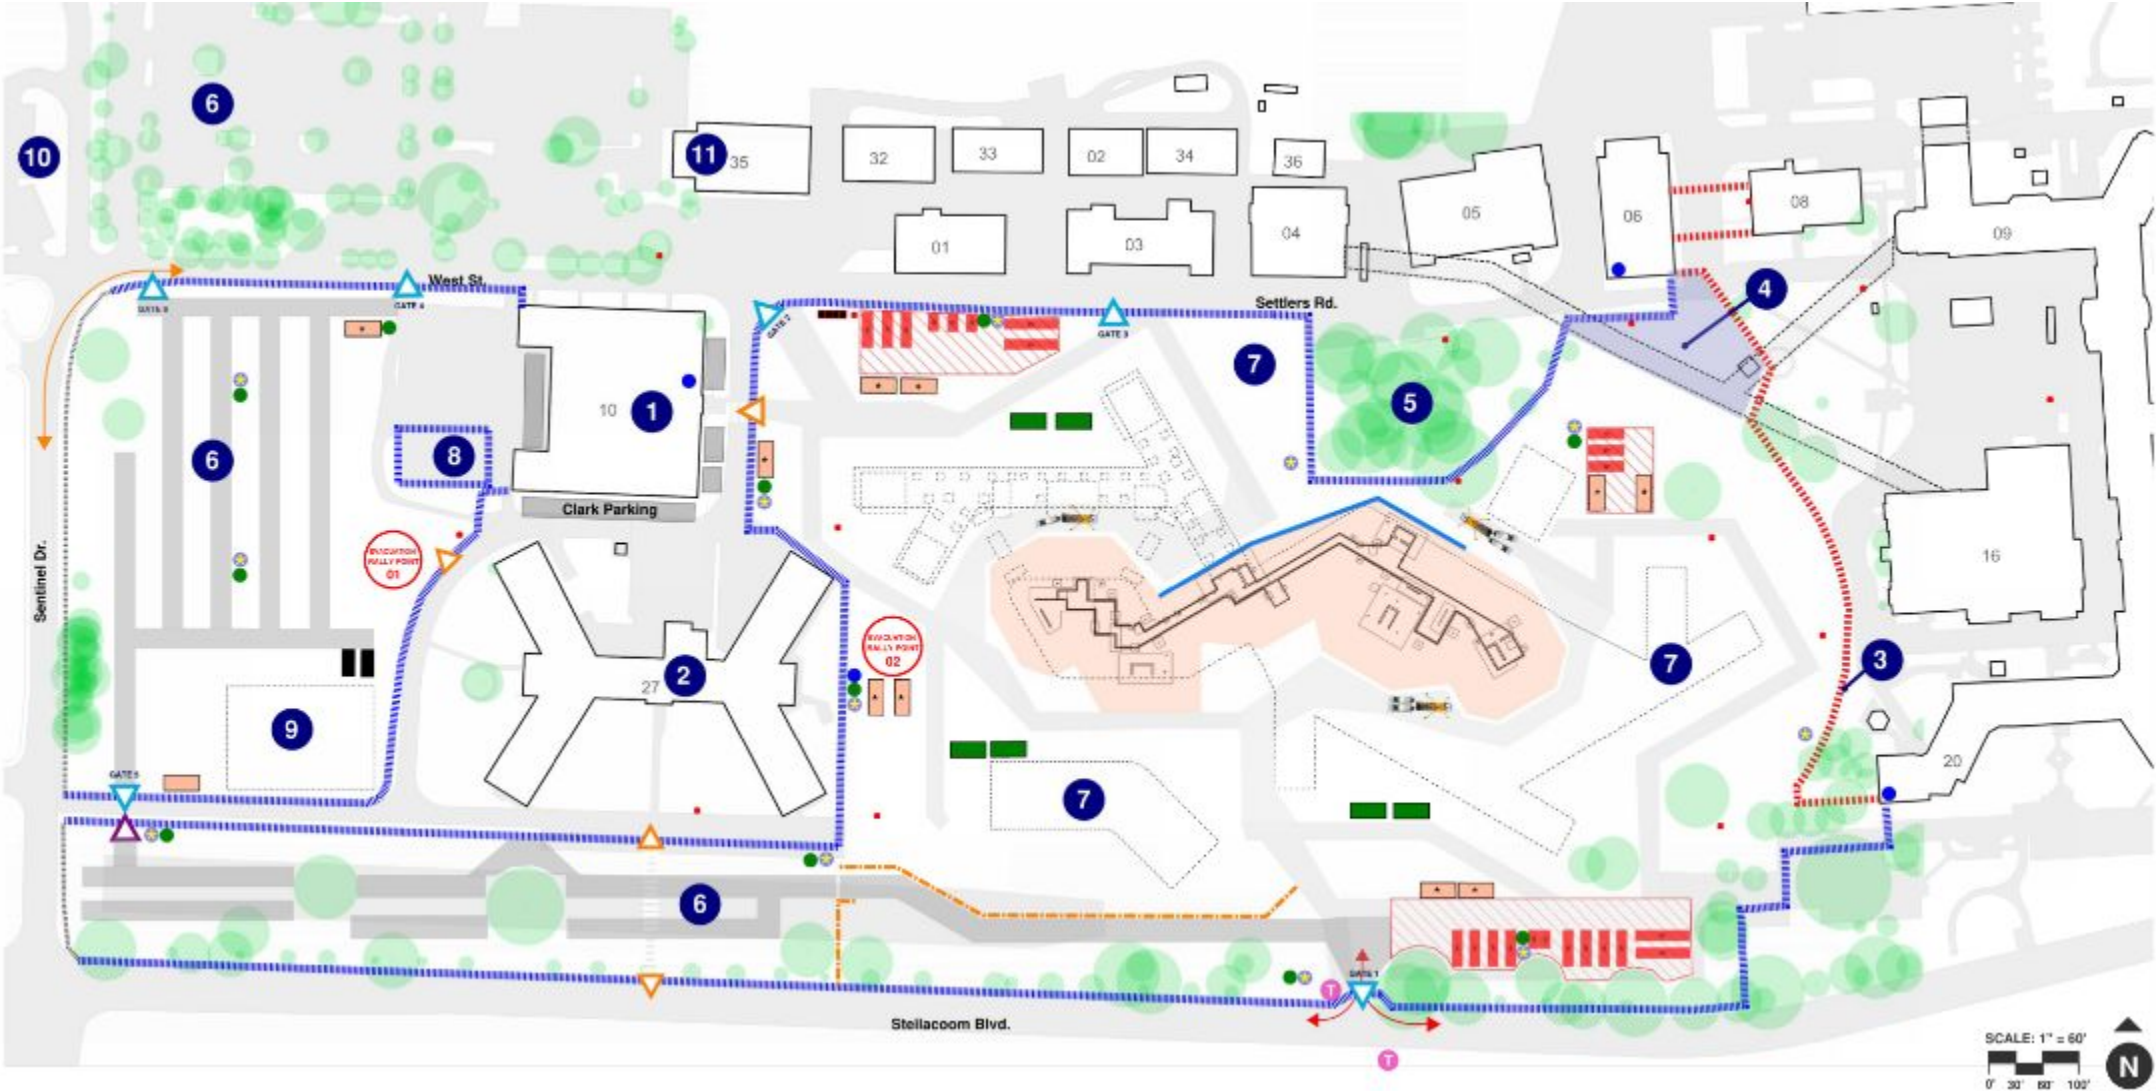 6
10
11
35
32
33
02
34
36
05
06
08
01
03
04
09
4
West St.
Settlers Rd.
GATE 4
GATE 2
GATE 3
7
5
6
8
10
1
Clark Parking
EVACUATION
RALLY POINT
01
Sentinel Dr.
16
EVACUATION
RALLY POINT
02
27
2
7
3
9
20
GATE 5
7
6
T
GATE 1
Steilacoom Blvd.
T
SCALE: 1" = 60'
0' 30' 60' 100'
N